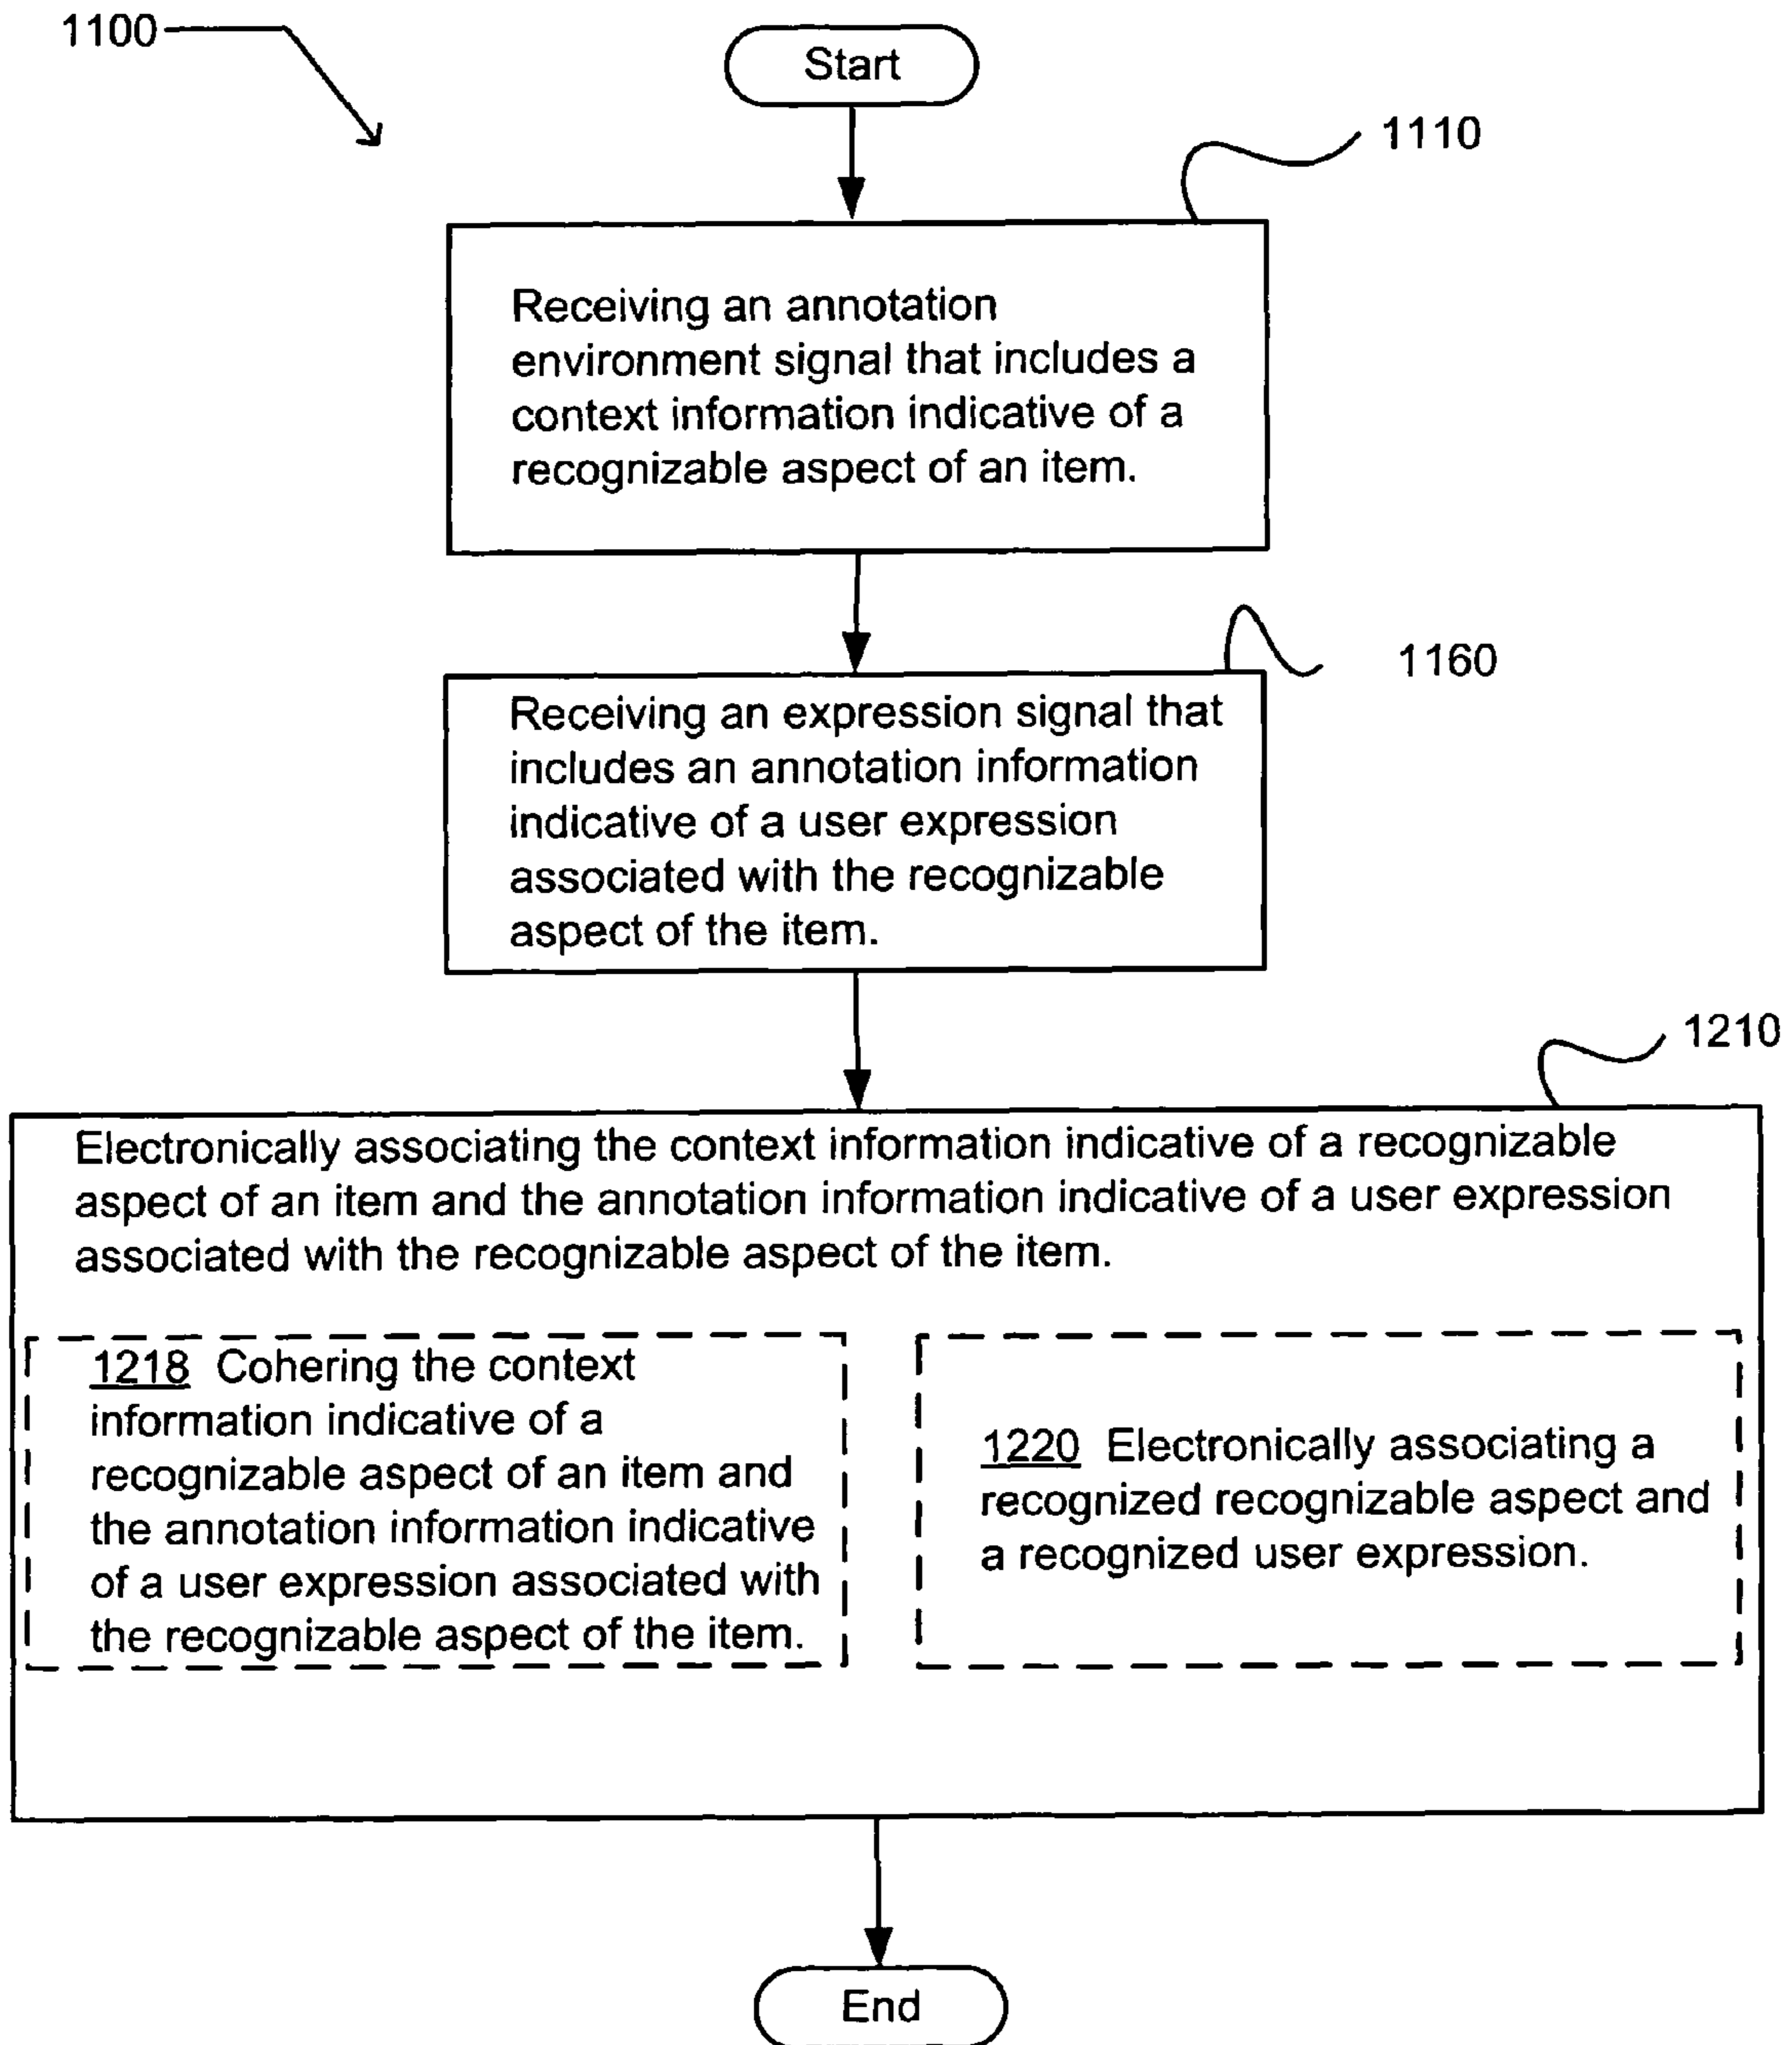 1100
Start
1110
Receiving an annotation
environment signal that includes a
context information indicative of a
recognizable aspect of an item.
1160
Receiving an expression signal that
includes an annotation information
indicative of a user expression
associated with the recognizable
aspect of the item.
1210
Electronically associating the context information indicative of a recognizable
aspect of an item and the annotation information indicative of a user expression
associated with the recognizable aspect of the item.
1218 Cohering the context
information indicative of a
recognizable aspect of an item and
the annotation information indicative
of a user expression associated with
the recognizable aspect of the item.
1220 Electronically associating a
recognized recognizable aspect and
a recognized user expression.
End